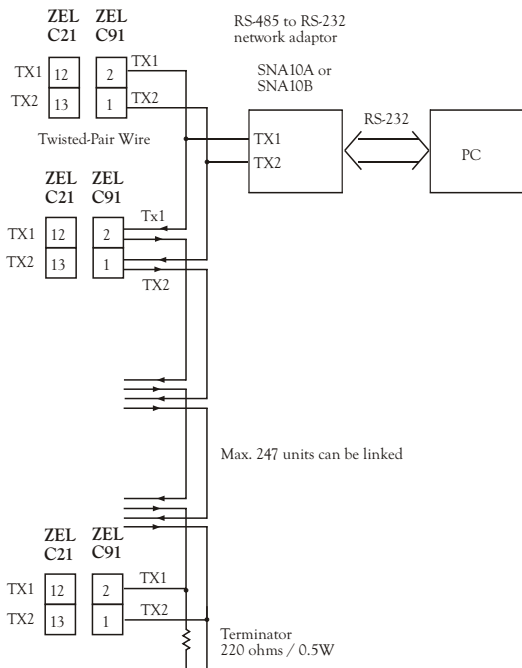 ZEL ZEL
C21 C91
RS-485 to RS-232
network adaptor
SNA10A or
SNA10B
TX1 12 2 TX1
TX2 13 1 TX2
Twisted-Pair Wire
TX1
TX2
RS-232
PC
ZEL ZEL
C21 C91
TX1 12 2 Tx1
TX2 13 1
TX2
Max. 247 units can be linked
ZEL ZEL
C21 C91
TX1 12 2 TX1
TX2 13 1 TX2
Terminator
220 ohms / 0.5W